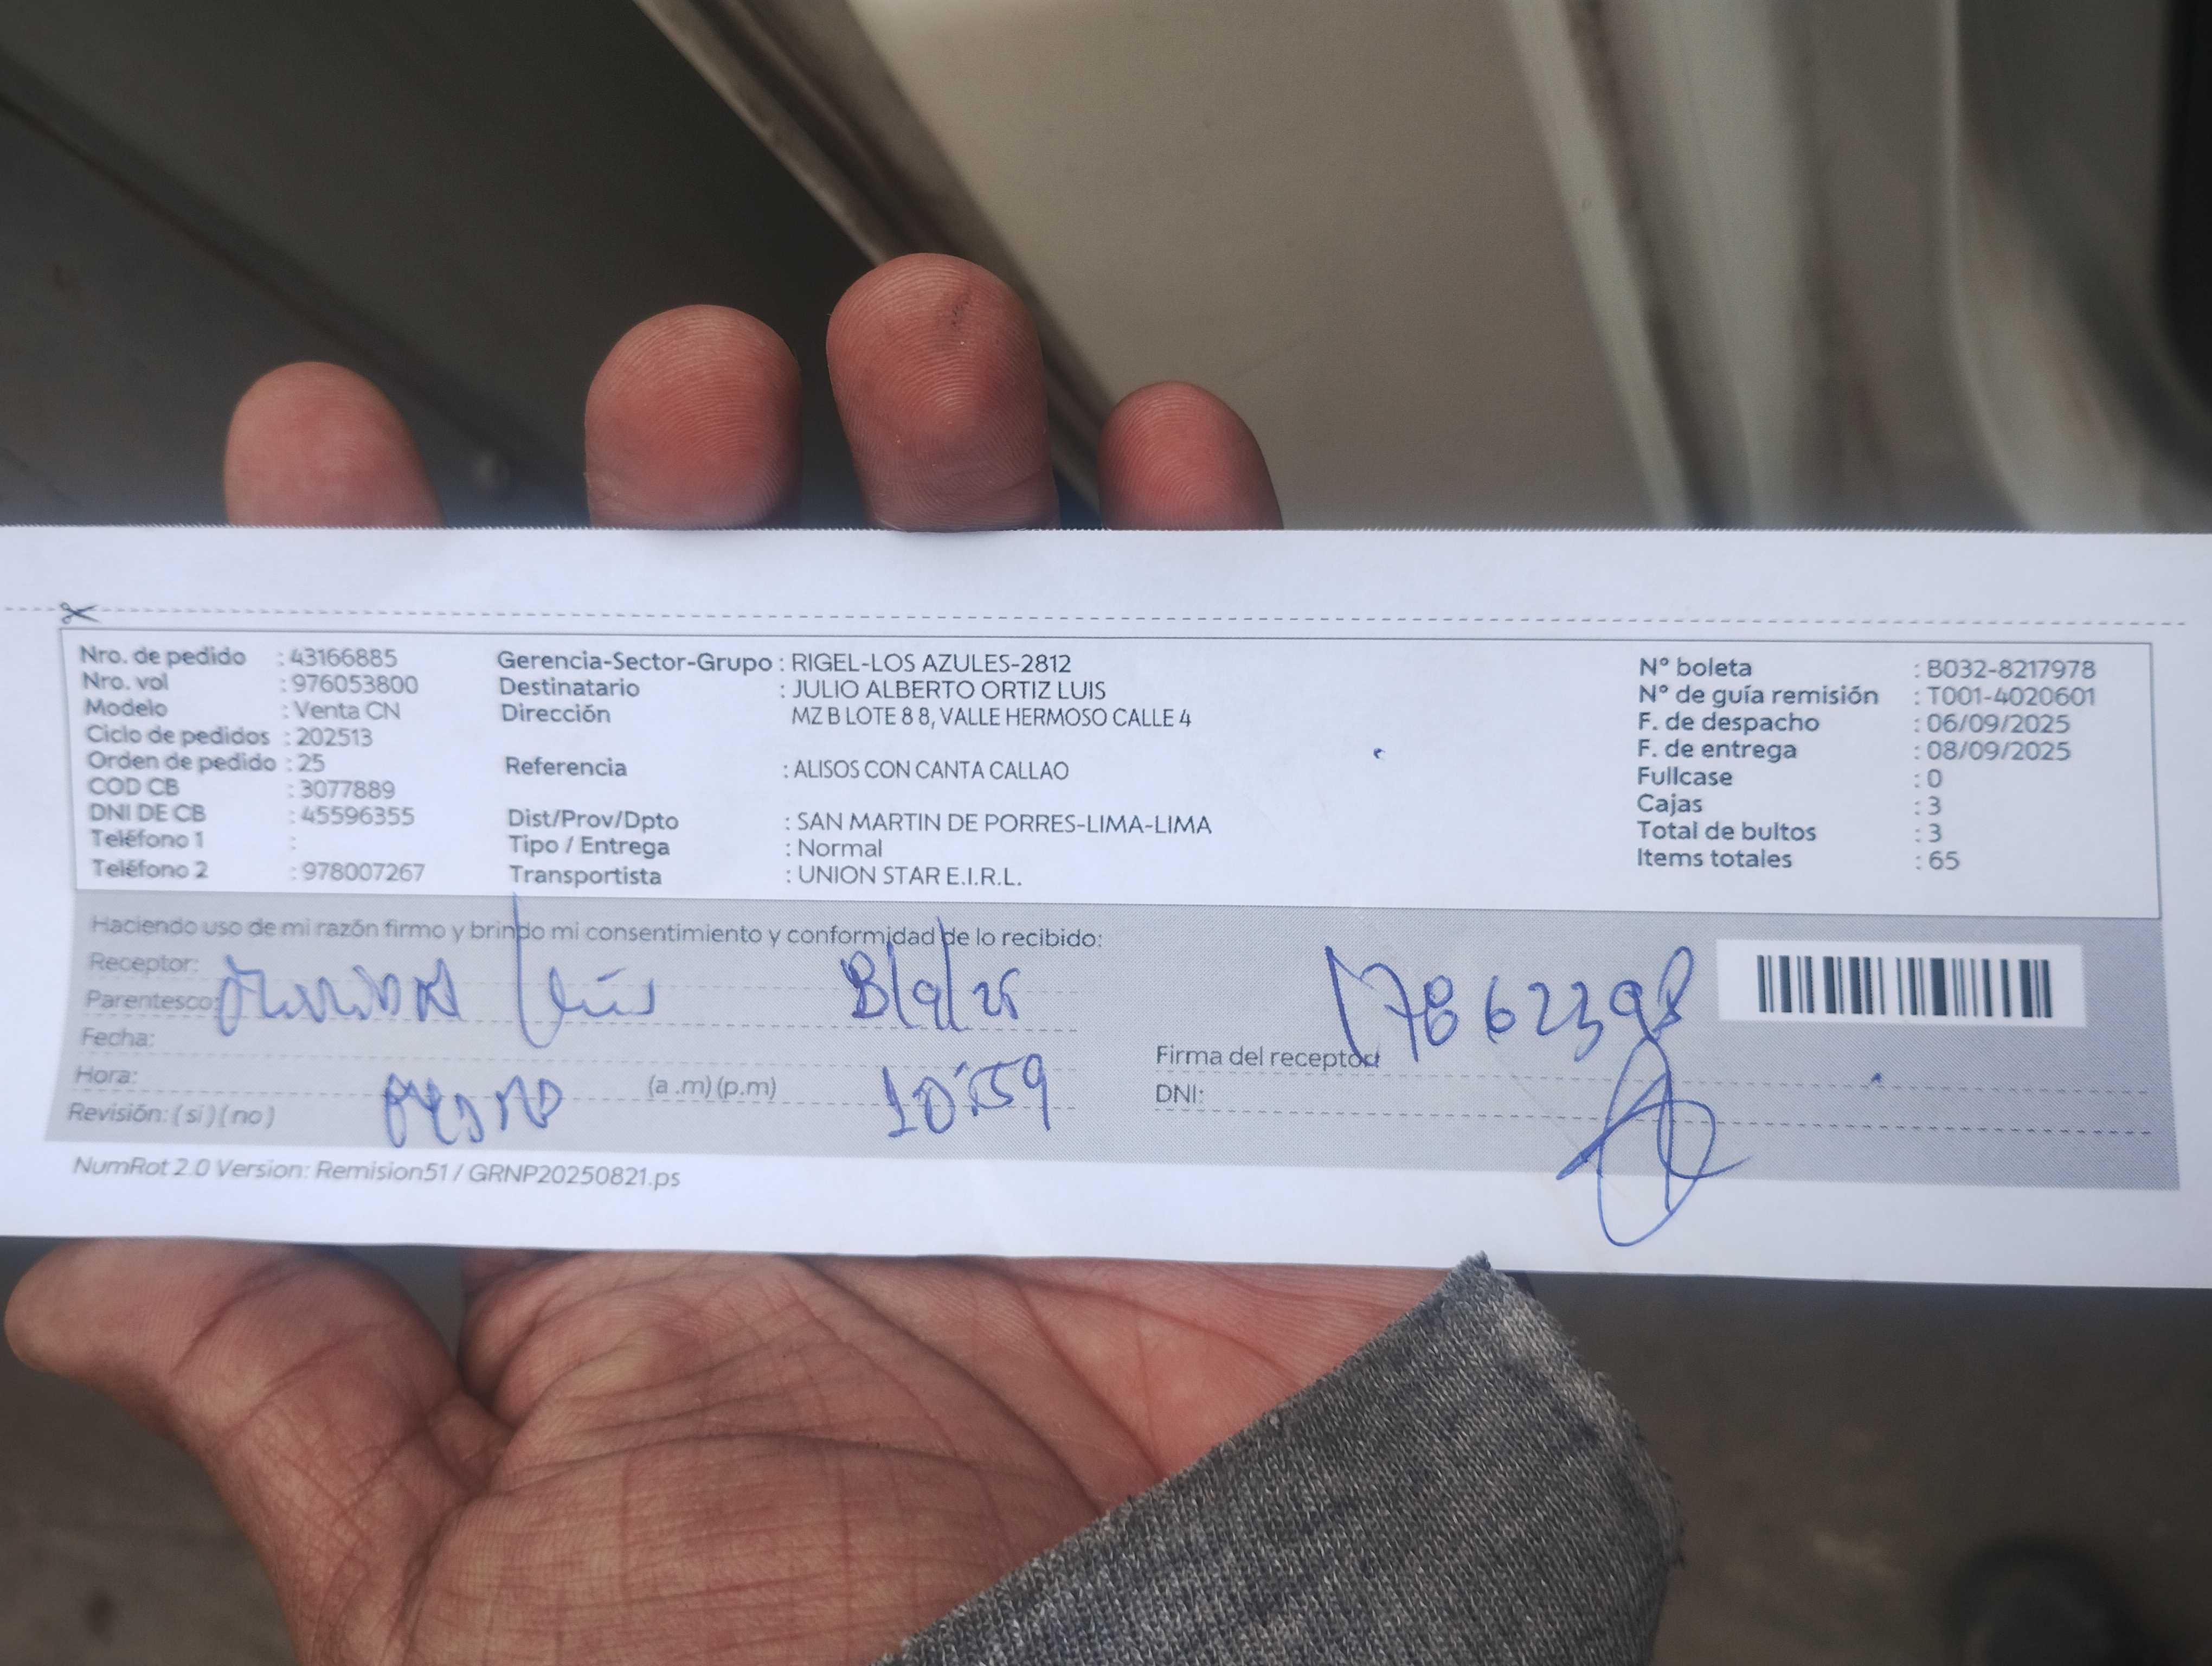 Nro. de pedido : 43166885
Nro. vol : 976053800
Modelo : Venta CN
Ciclo de pedidos : 202513
Orden de pedido : 25
COD CB : 3077889
DNI DE CB : 45596355
Teléfono 1 :
Teléfono 2 : 978007267
Gerencia-Sector-Grupo : RIGEL-LOS AZULES-2812
Destinatario : JULIO ALBERTO ORTIZ LUIS
Dirección MZ B LOTE 8 8, VALLE HERMOSO CALLE 4
Referencia : ALISOS CON CANTA CALLAO
Dist/Prov/Dpto : SAN MARTIN DE PORRES-LIMA-LIMA
Tipo / Entrega : Normal
Transportista : UNION STAR E.I.R.L.
N° boleta : B032-8217978
N° de guía remisión : T001-4020601
F. de despacho : 06/09/2025
F. de entrega : 08/09/2025
Fullcase : 0
Cajas : 3
Total de bultos : 3
Items totales : 65
Haciendo uso de mi razón firmo y brindo mi consentimiento y conformidad de lo recibido:
Receptor:
Parentesco: Luis 8/9/25
Fecha:
Hora: (a .m) (p.m) 10:59
Revisión: ( si ) ( no )
17862398
Firma del receptor:
DNI:
NumRot 2.0 Version: Remision51 / GRNP20250821.ps